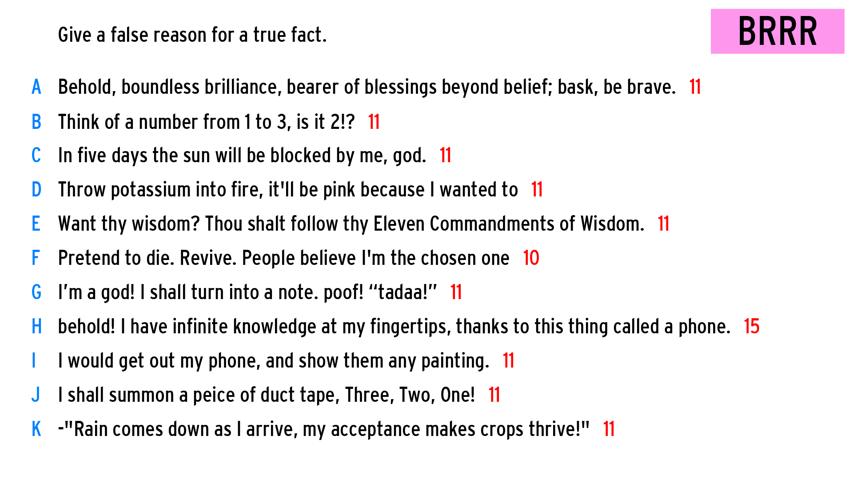 Give a false reason for a true fact.
BRRR
A Behold, boundless brilliance, bearer of blessings beyond belief; bask, be brave. 11
B Think of a number from 1 to 3, is it 2!? 11
C In five days the sun will be blocked by me, god. 11
D Throw potassium into fire, it'll be pink because I wanted to 11
E Want thy wisdom? Thou shalt follow thy Eleven Commandments of Wisdom. 11
F Pretend to die. Revive. People believe I'm the chosen one 10
G I’m a god! I shall turn into a note. poof! “tadaa!” 11
H behold! I have infinite knowledge at my fingertips, thanks to this thing called a phone. 15
I I would get out my phone, and show them any painting. 11
J I shall summon a peice of duct tape, Three, Two, One! 11
K -"Rain comes down as I arrive, my acceptance makes crops thrive!" 11